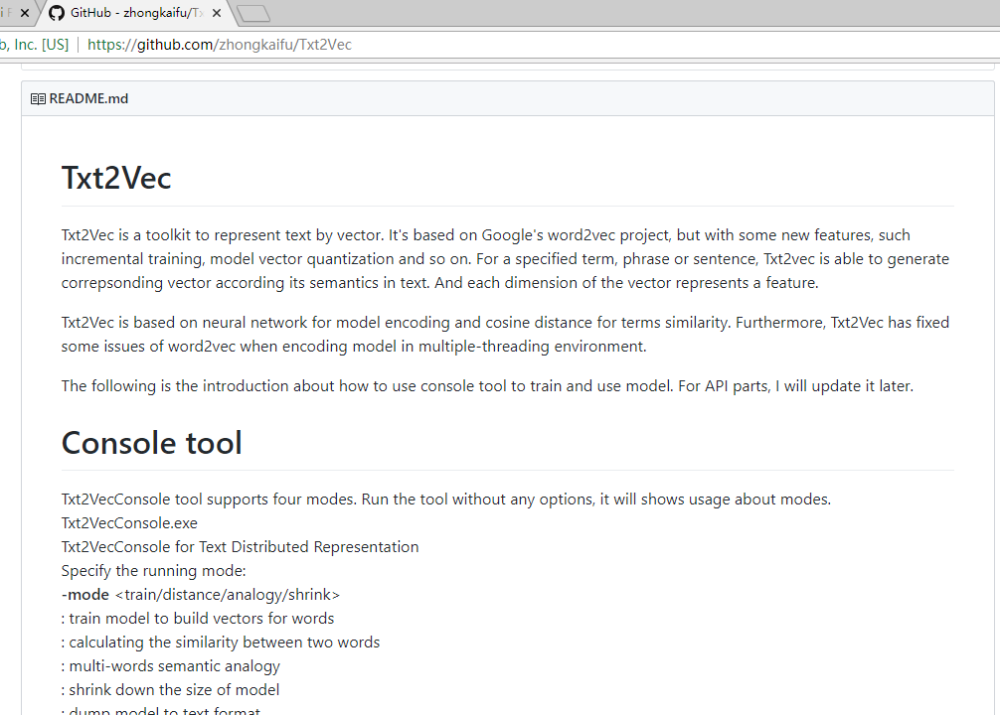 GitHub - zhongkaifu/Tx
b, Inc. [US] | https://github.com/zhongkaifu/Txt2Vec
README.md
Txt2Vec
Txt2Vec is a toolkit to represent text by vector. It's based on Google's word2vec project, but with some new features, such
incremental training, model vector quantization and so on. For a specified term, phrase or sentence, Txt2vec is able to generate
correpsonding vector according its semantics in text. And each dimension of the vector represents a feature.
Txt2Vec is based on neural network for model encoding and cosine distance for terms similarity. Furthermore, Txt2Vec has fixed
some issues of word2vec when encoding model in multiple-threading environment.
The following is the introduction about how to use console tool to train and use model. For API parts, I will update it later.
Console tool
Txt2VecConsole tool supports four modes. Run the tool without any options, it will shows usage about modes.
Txt2VecConsole.exe
Txt2VecConsole for Text Distributed Representation
Specify the running mode:
-mode <train/distance/analogy/shrink>
: train model to build vectors for words
: calculating the similarity between two words
: multi-words semantic analogy
: shrink down the size of model
: dump model to text format